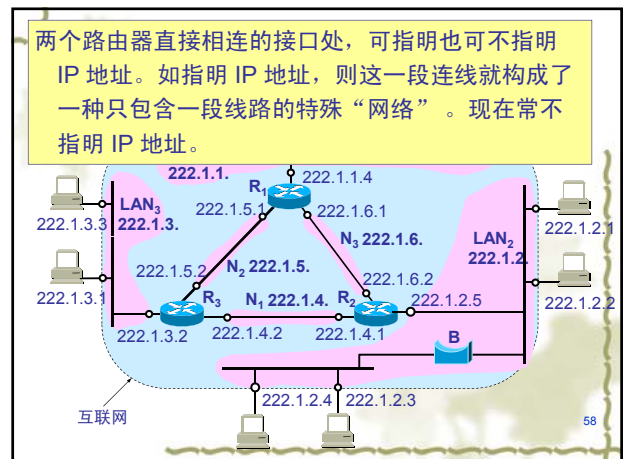 两个路由器直接相连的接口处，可指明也可不指明
IP 地址。如指明 IP 地址，则这一段连线就构成了
一种只包含一段线路的特殊“网络” 。现在常不
指明 IP 地址。
222.1.1.
222.1.1.4
R1
LAN3
222.1.3.
222.1.3.3
222.1.5.1
222.1.6.1
222.1.2.1
N3 222.1.6.
LAN2
222.1.2.
222.1.5.2
N2 222.1.5.
222.1.6.2
222.1.3.1
R3
N1 222.1.4.
R2
222.1.2.5
222.1.2.2
222.1.3.2
222.1.4.2
222.1.4.1
B
222.1.2.4
222.1.2.3
互联网
58